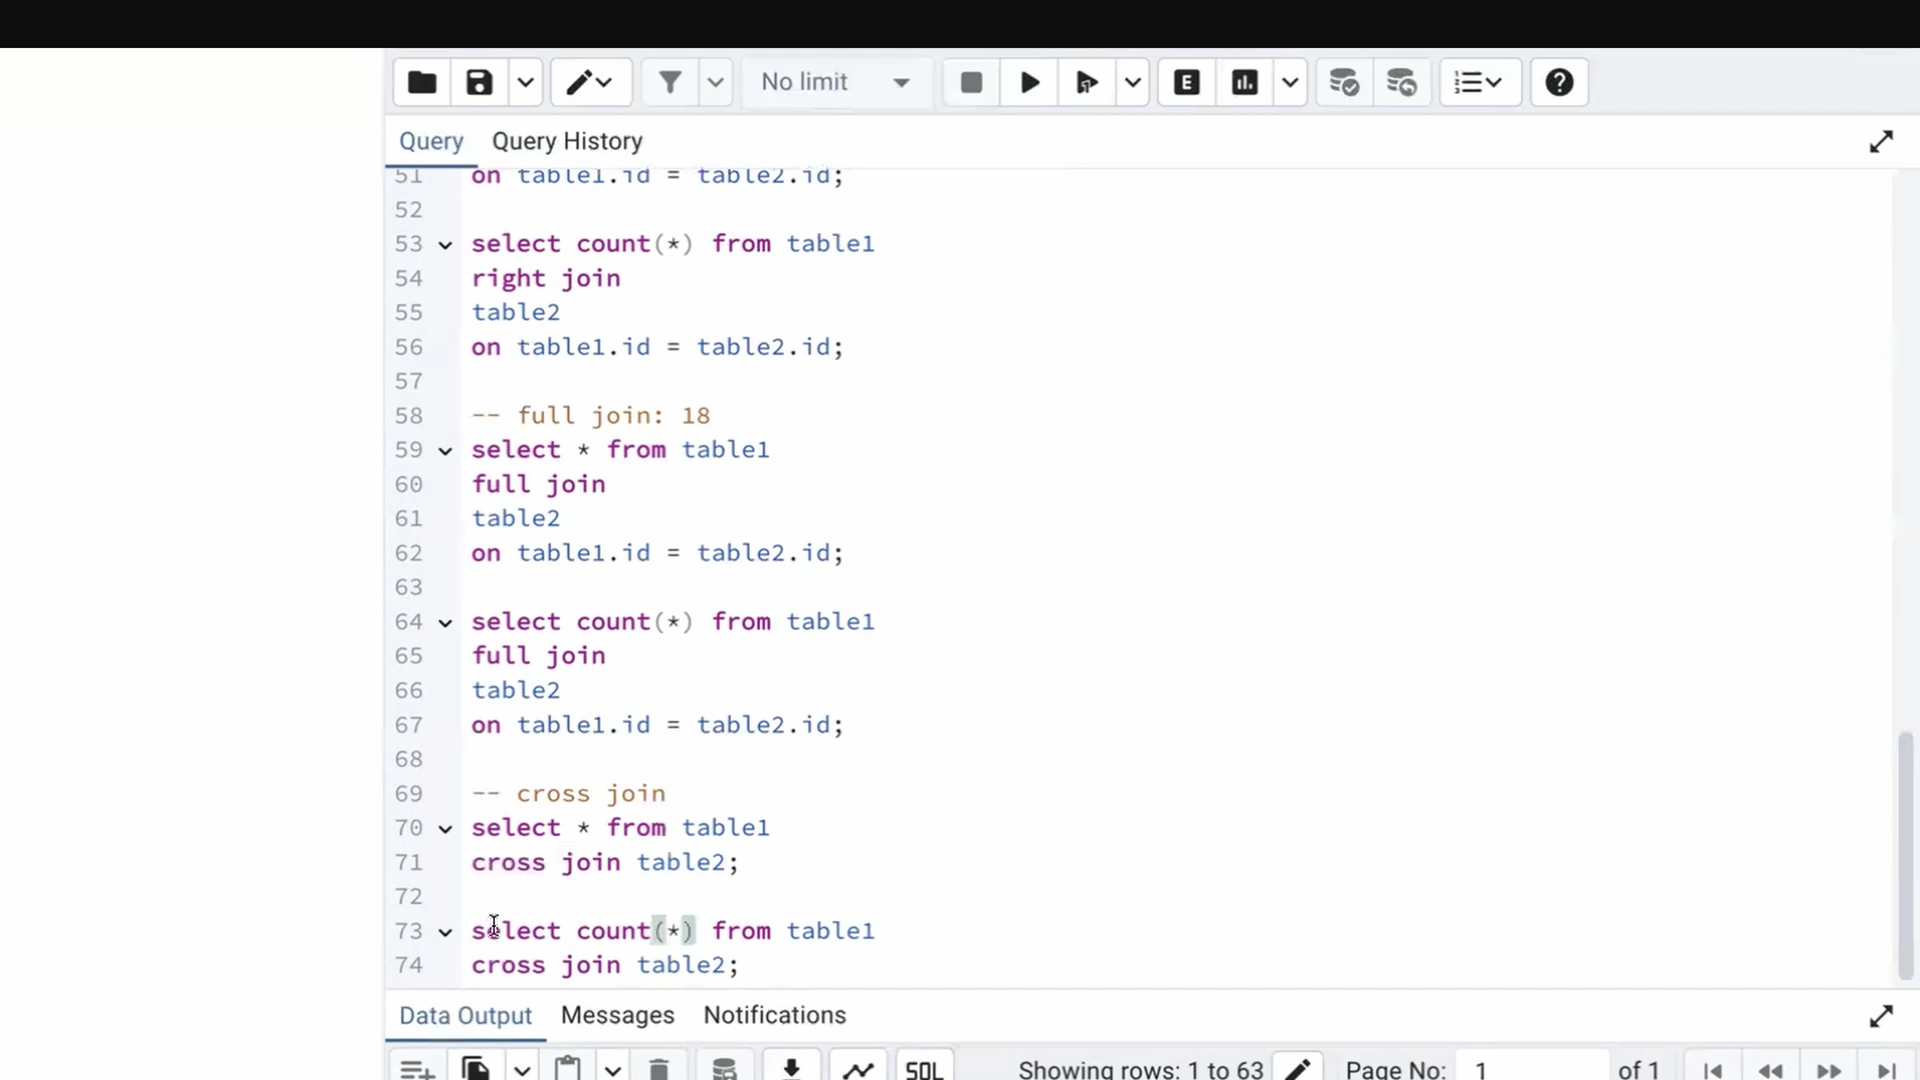 No limit
E
Query Query History
51 on table1.id = table2.id;
52
53 select count(*) from table1
54 right join
55 table2
56 on table1.id = table2.id;
57
58 -- full join: 18
59 select * from table1
60 full join
61 table2
62 on table1.id = table2.id;
63
64 select count(*) from table1
65 full join
66 table2
67 on table1.id = table2.id;
68
69 -- cross join
70 select * from table1
71 cross join table2;
72
73 select count(*) from table1
74 cross join table2;
Data Output Messages Notifications
SQL Showing rows: 1 to 63 Page No: 1 of 1